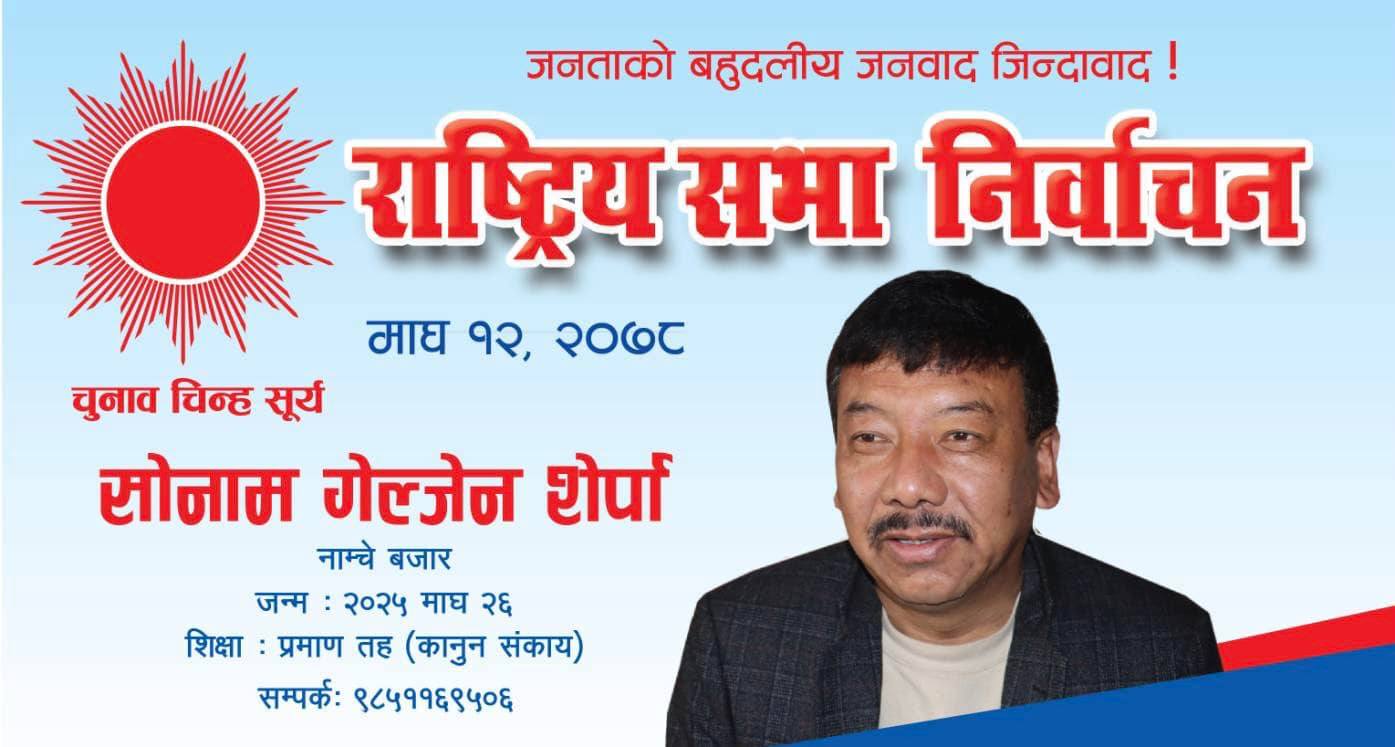 जनताको बहुदलीय जनवाद जिन्दावाद !
राष्ट्रिय सभा निर्वाचन
माघ १२, २०७८
चुनाव चिन्ह सूर्य
सोनाम गेल्जेन शेर्पा
नाम्चे बजार
जन्म : २०२५ माघ २६
शिक्षा : प्रमाण तह (कानुन संकाय)
सम्पर्क: ९८५११६९५०६